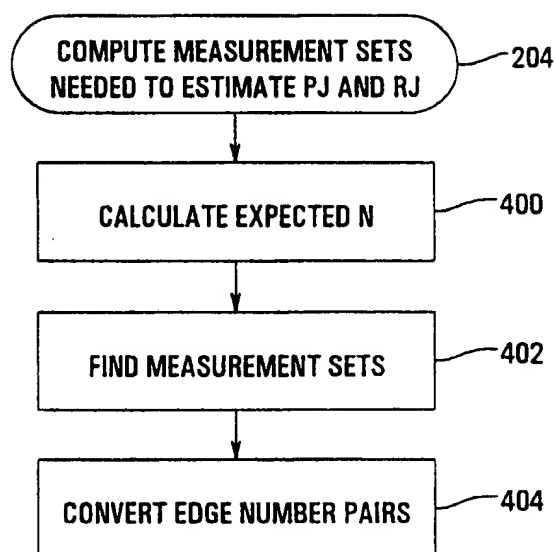 COMPUTE MEASUREMENT SETS
NEEDED TO ESTIMATE PJ AND RJ
204
CALCULATE EXPECTED N
400
FIND MEASUREMENT SETS
402
CONVERT EDGE NUMBER PAIRS
404